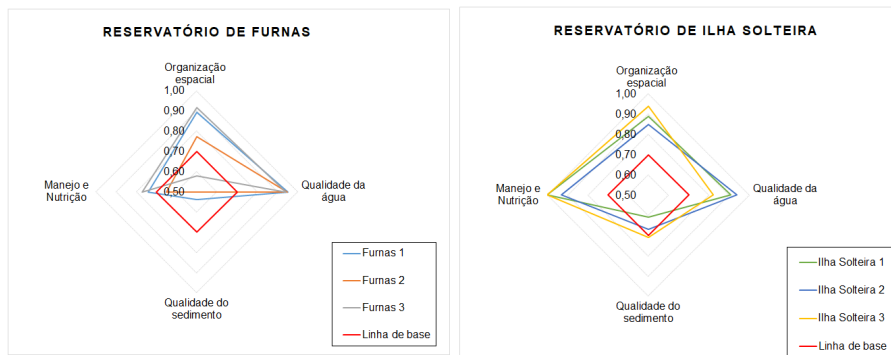 RESERVATÓRIO DE FURNAS
Organização
espacial
1,00
0,90
0,80
0,70
0,60
0,50
Manejo e
Nutrição
Qualidade da
água
Qualidade do
sedimento
Furnas 1
Furnas 2
Furnas 3
Linha de base
RESERVATÓRIO DE ILHA SOLTEIRA
Organização
espacial
1,00
0,90
0,80
0,70
0,60
0,50
Manejo e
Nutrição
Qualidade da
água
Qualidade do
sedimento
Ilha Solteira 1
Ilha Solteira 2
Ilha Solteira 3
Linha de base